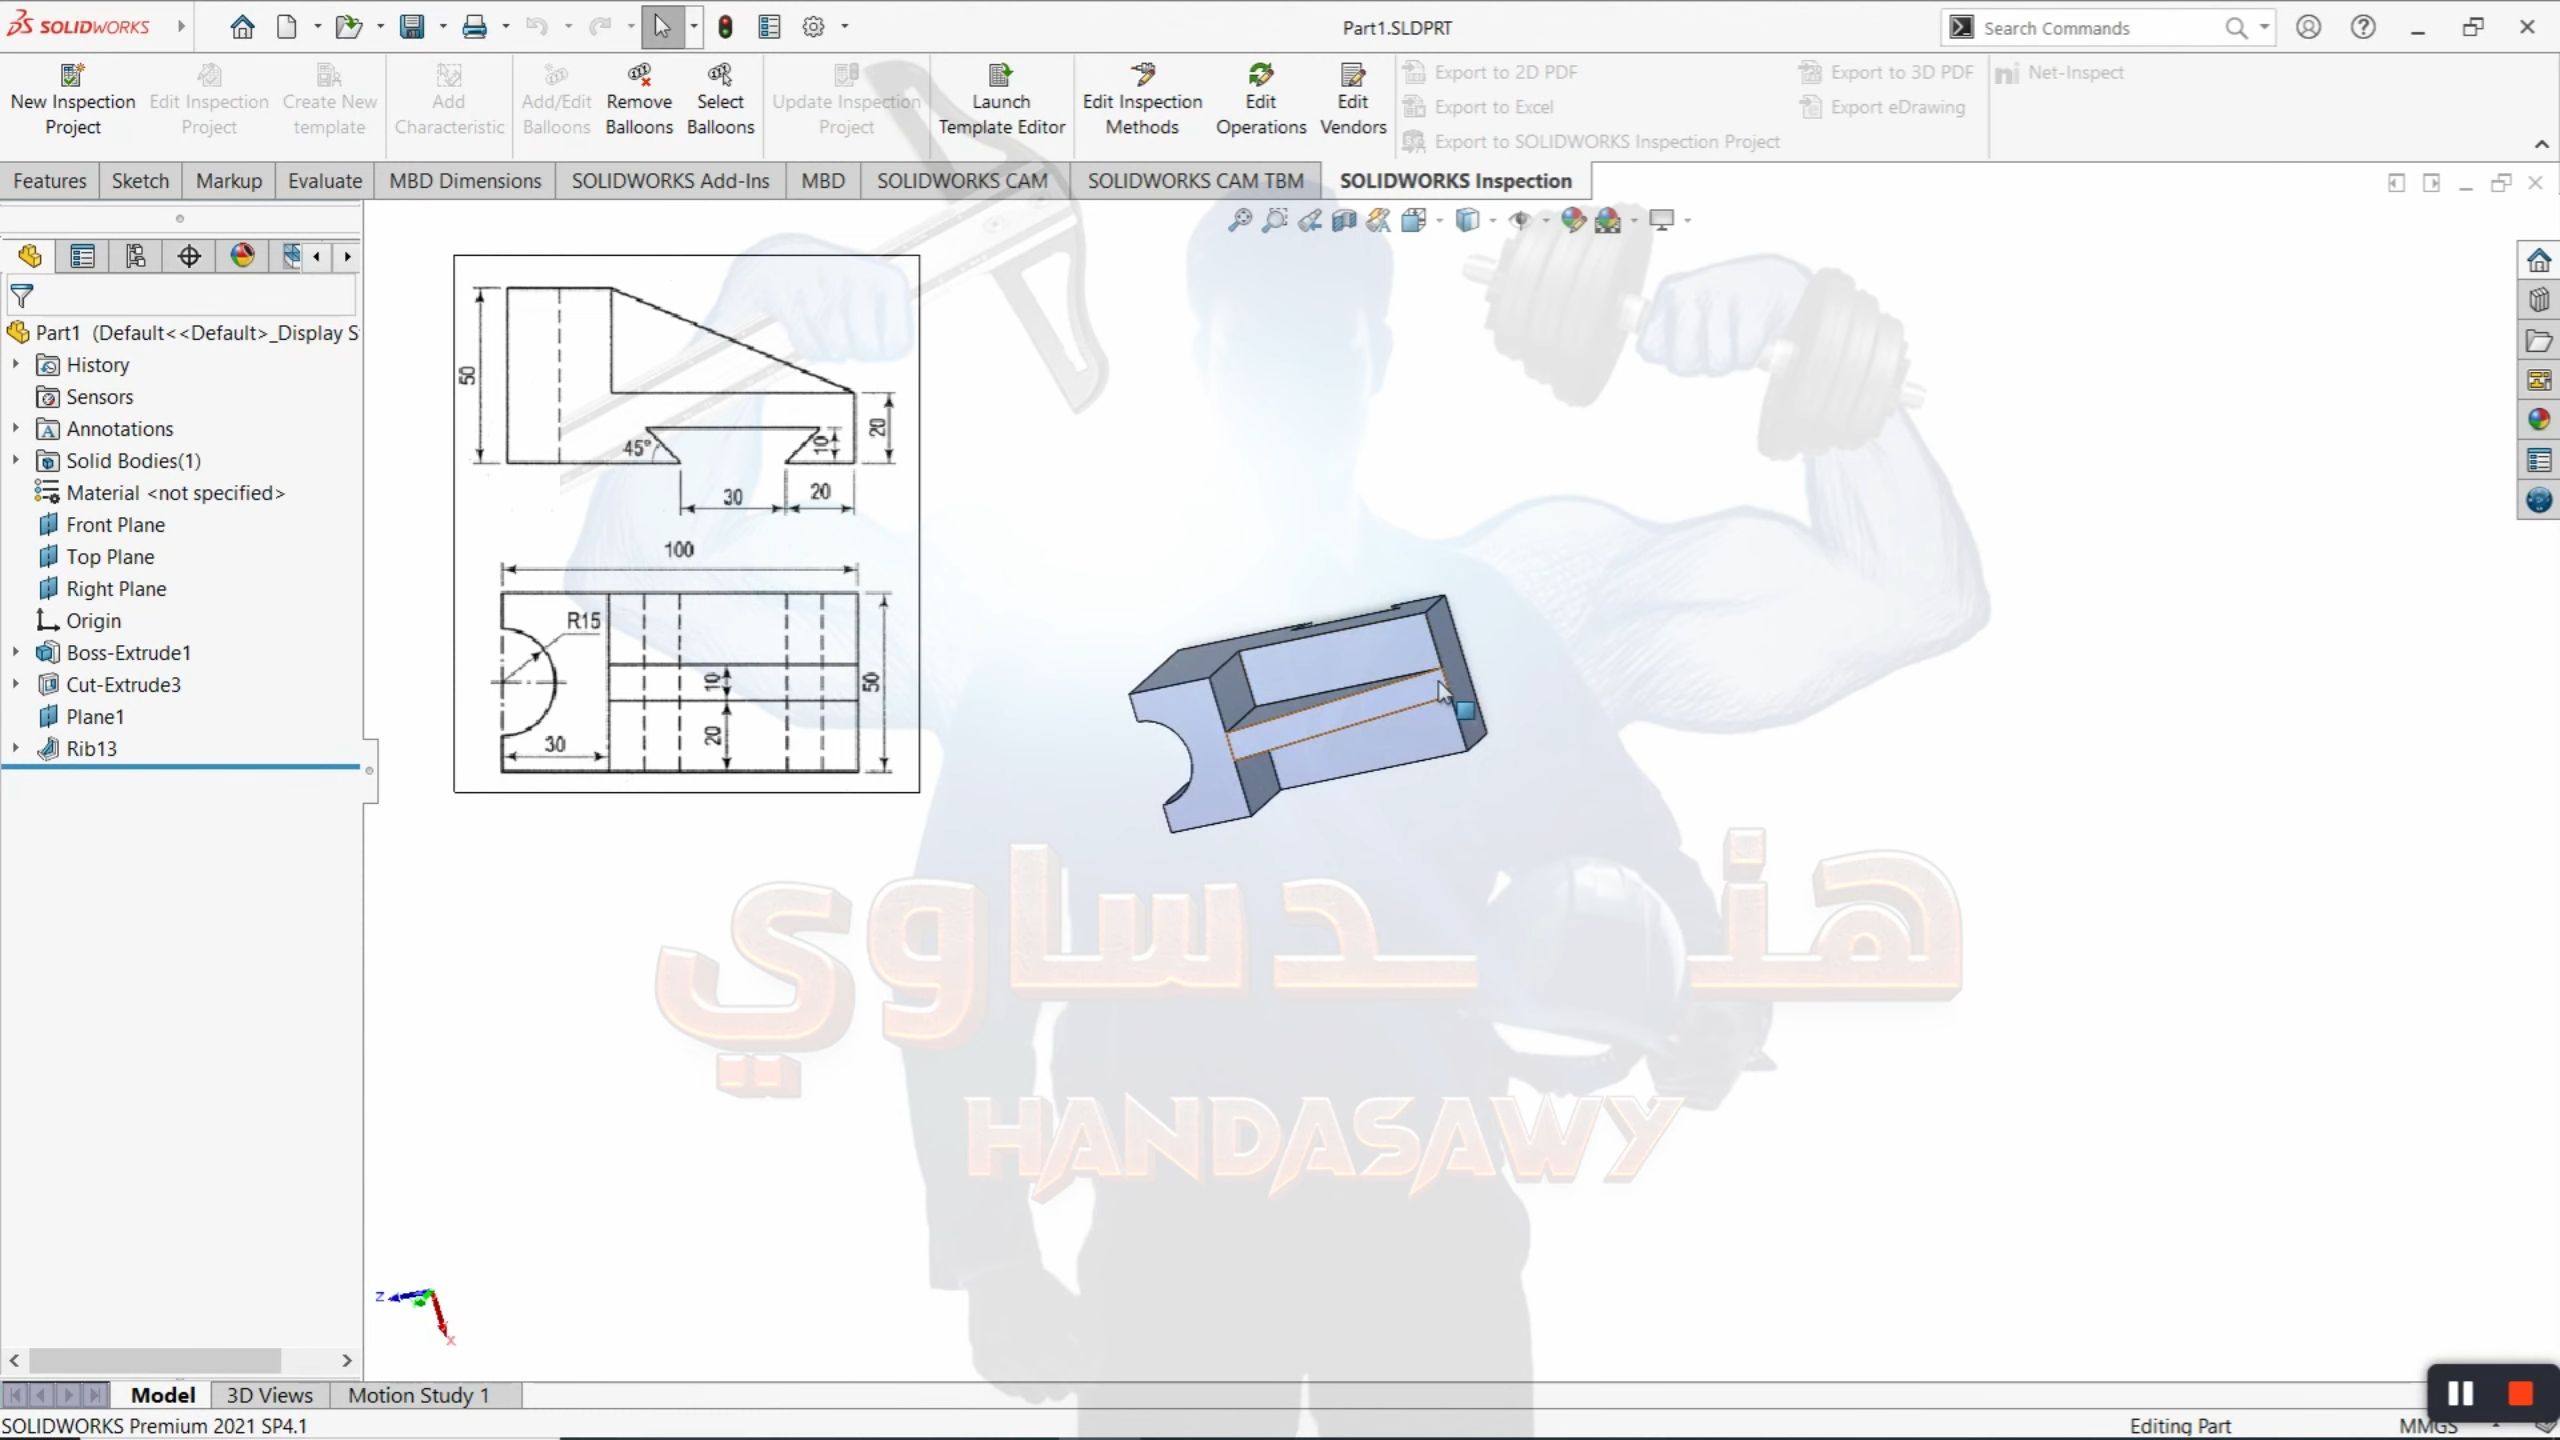 SOLIDWORKS
Part1.SLDPRT
Search Commands
New Inspection Project
Edit Inspection Project
Create New template
Add Characteristic
Add/Edit Balloons
Remove Balloons
Select Balloons
Update Inspection Project
Launch Template Editor
Edit Inspection Methods
Edit Operations
Edit Vendors
Export to 2D PDF
Export to Excel
Export to SOLIDWORKS Inspection Project
Export to 3D PDF
Export eDrawing
Net-Inspect
Features
Sketch
Markup
Evaluate
MBD Dimensions
SOLIDWORKS Add-Ins
MBD
SOLIDWORKS CAM
SOLIDWORKS CAM TBM
SOLIDWORKS Inspection
Part1 (Default<<Default>_Display S
History
Sensors
Annotations
Solid Bodies(1)
Material <not specified>
Front Plane
Top Plane
Right Plane
Origin
Boss-Extrude1
Cut-Extrude3
Plane1
Rib13
50
45°
10
20
30
20
100
R15
10
50
30
20
هنـدساوي
HANDASAWY
z
x
Model
3D Views
Motion Study 1
SOLIDWORKS Premium 2021 SP4.1
Editing Part
MMGS